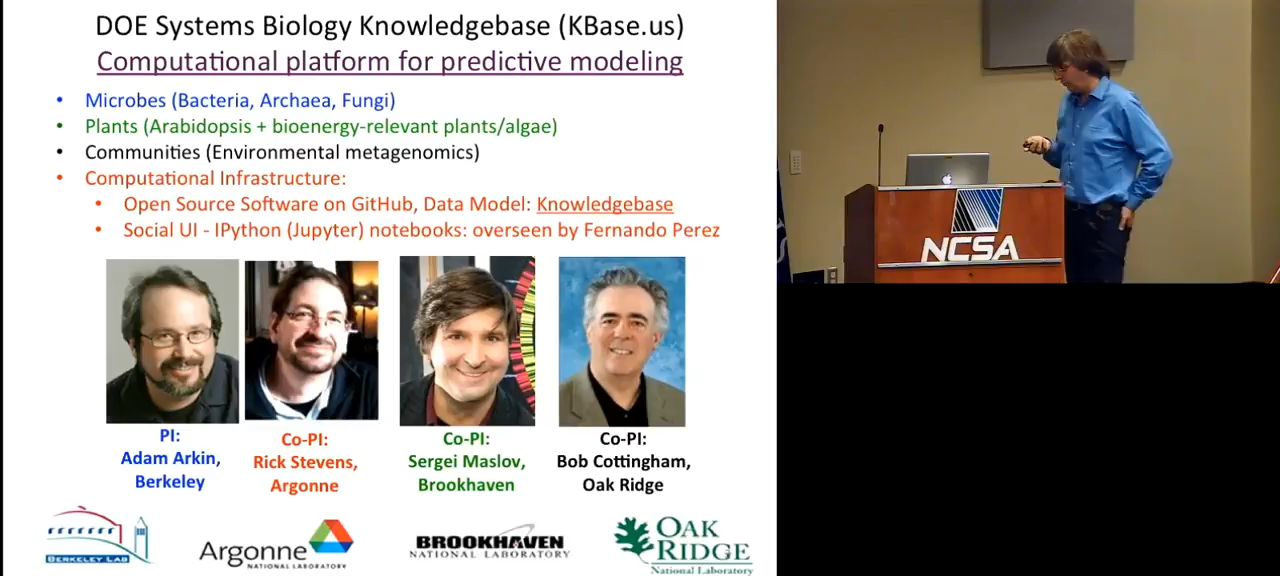 DOE Systems Biology Knowledgebase (KBase.us)
Computational platform for predictive modeling
• Microbes (Bacteria, Archaea, Fungi)
• Plants (Arabidopsis + bioenergy-relevant plants/algae)
• Communities (Environmental metagenomics)
• Computational Infrastructure:
• Open Source Software on GitHub, Data Model: Knowledgebase
• Social UI - IPython (Jupyter) notebooks: overseen by Fernando Perez
PI:
Adam Arkin,
Berkeley
Co-PI:
Rick Stevens,
Argonne
Co-PI:
Sergei Maslov,
Brookhaven
Co-PI:
Bob Cottingham,
Oak Ridge
BERKELEY LAB
Argonne
NATIONAL LABORATORY
BROOKHAVEN
NATIONAL LABORATORY
OAK
RIDGE
National Laboratory
NCSA